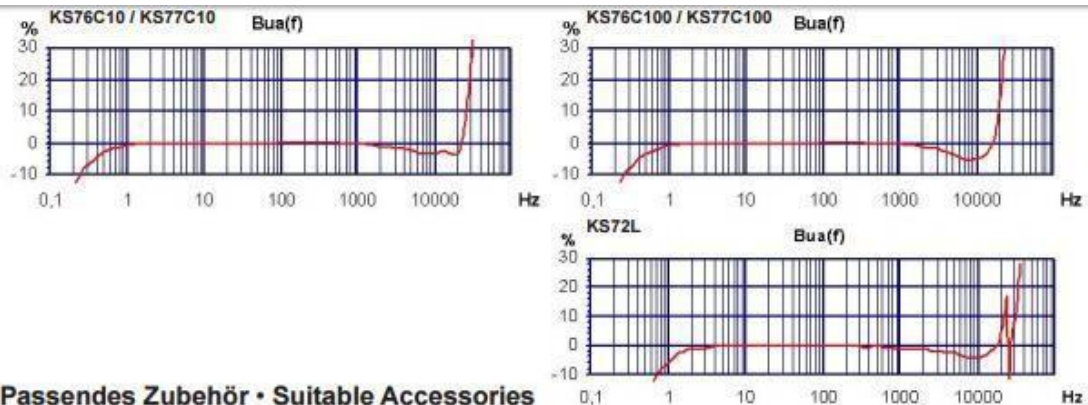 KS76C10 / KS77C10
% Bua(f)
30
20
10
0
-10
0,1 1 10 100 1000 10000 Hz
KS76C100 / KS77C100
% Bua(f)
30
20
10
0
-10
0,1 1 10 100 1000 10000 Hz
KS72L
% Bua(f)
30
20
10
0
-10
0,1 1 10 100 1000 10000 Hz
Passendes Zubehör • Suitable Accessories